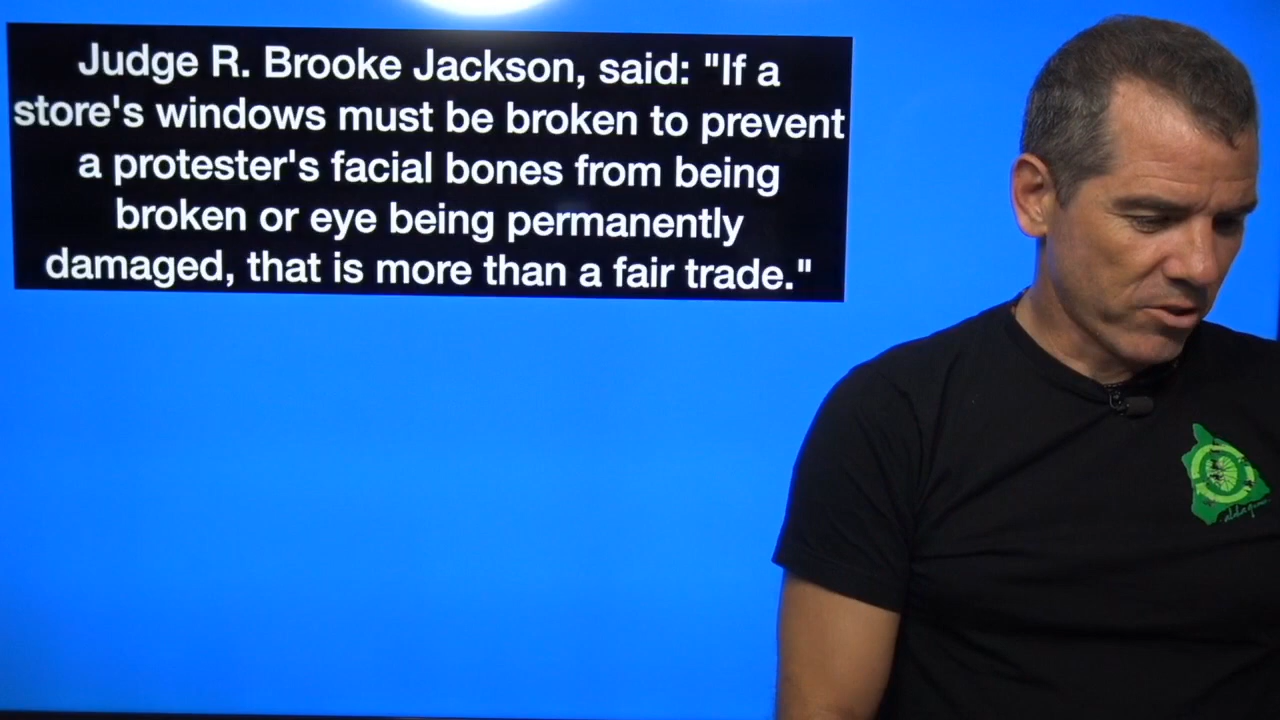 Judge R. Brooke Jackson, said: "If a
store's windows must be broken to prevent
a protester's facial bones from being
broken or eye being permanently
damaged, that is more than a fair trade."